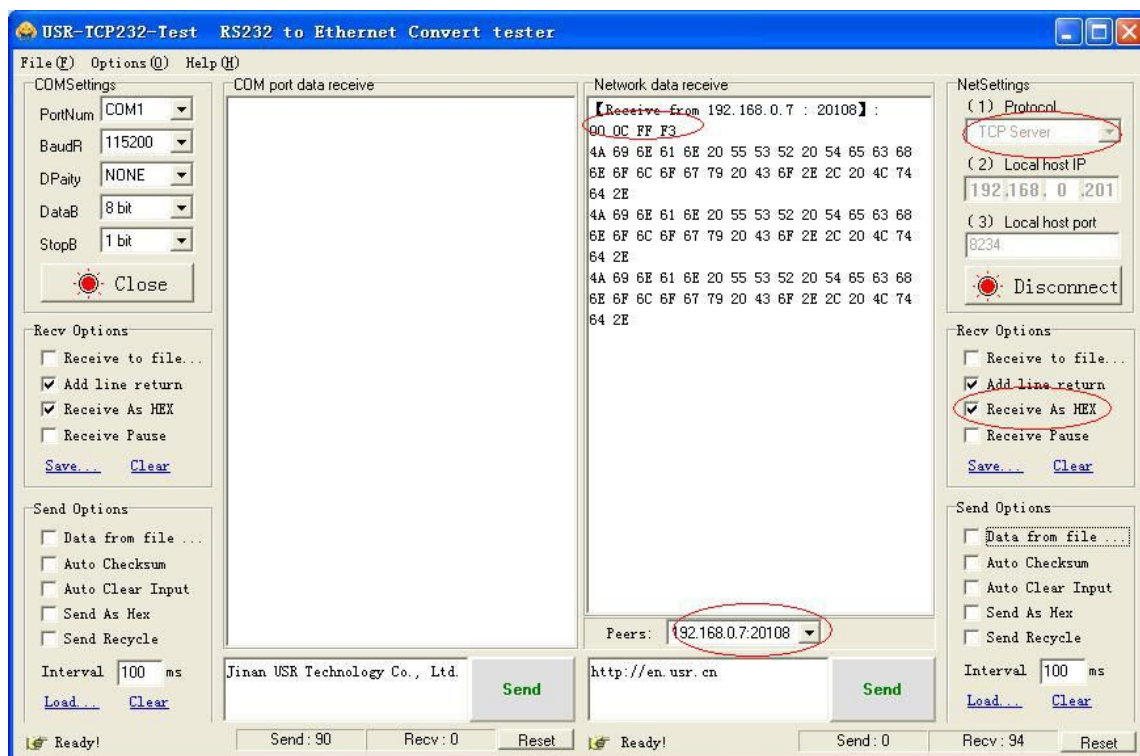 USR-TCP232-Test RS232 to Ethernet Convert tester
File(F) Options(O) Help(H)
COMSettings
PortNum COM1
BaudR 115200
DPaity NONE
DataB 8 bit
StopB 1 bit
Close
Recv Options
Receive to file...
Add line return
Receive As HEX
Receive Pause
Save... Clear
Send Options
Data from file ...
Auto Checksum
Auto Clear Input
Send As Hex
Send Recycle
Interval 100 ms
Load... Clear
COM port data receive
Jinan USR Technology Co., Ltd.
Send
Network data receive
【Receive from 192.168.0.7 : 20108】:
00 0C FF F3
4A 69 6E 61 6E 20 55 53 52 20 54 65 63 68
6E 6F 6C 6F 67 79 20 43 6F 2E 2C 20 4C 74
64 2E
4A 69 6E 61 6E 20 55 53 52 20 54 65 63 68
6E 6F 6C 6F 67 79 20 43 6F 2E 2C 20 4C 74
64 2E
4A 69 6E 61 6E 20 55 53 52 20 54 65 63 68
6E 6F 6C 6F 67 79 20 43 6F 2E 2C 20 4C 74
64 2E
Peers: 192.168.0.7:20108
http://en.usr.cn
Send
NetSettings
(1) Protocol
TCP Server
(2) Local host IP
192.168. 0 .201
(3) Local host port
8234
Disconnect
Recv Options
Receive to file...
Add line return
Receive As HEX
Receive Pause
Save... Clear
Send Options
Data from file ...
Auto Checksum
Auto Clear Input
Send As Hex
Send Recycle
Interval 100 ms
Load... Clear
Ready! Send : 90 Recv : 0 Reset
Ready! Send : 0 Recv : 94 Reset